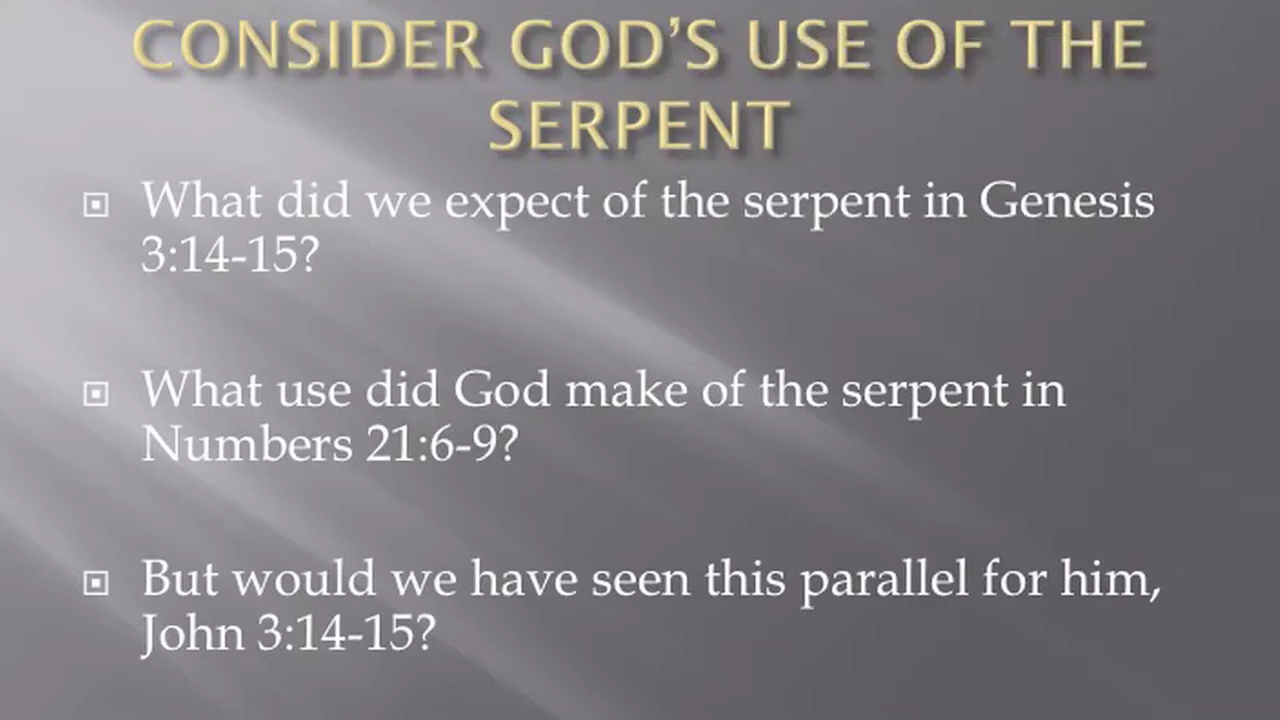 CONSIDER GOD'S USE OF THE
SERPENT
What did we expect of the serpent in Genesis
3:14-15?
What use did God make of the serpent in
Numbers 21:6-9?
But would we have seen this parallel for him,
John 3:14-15?